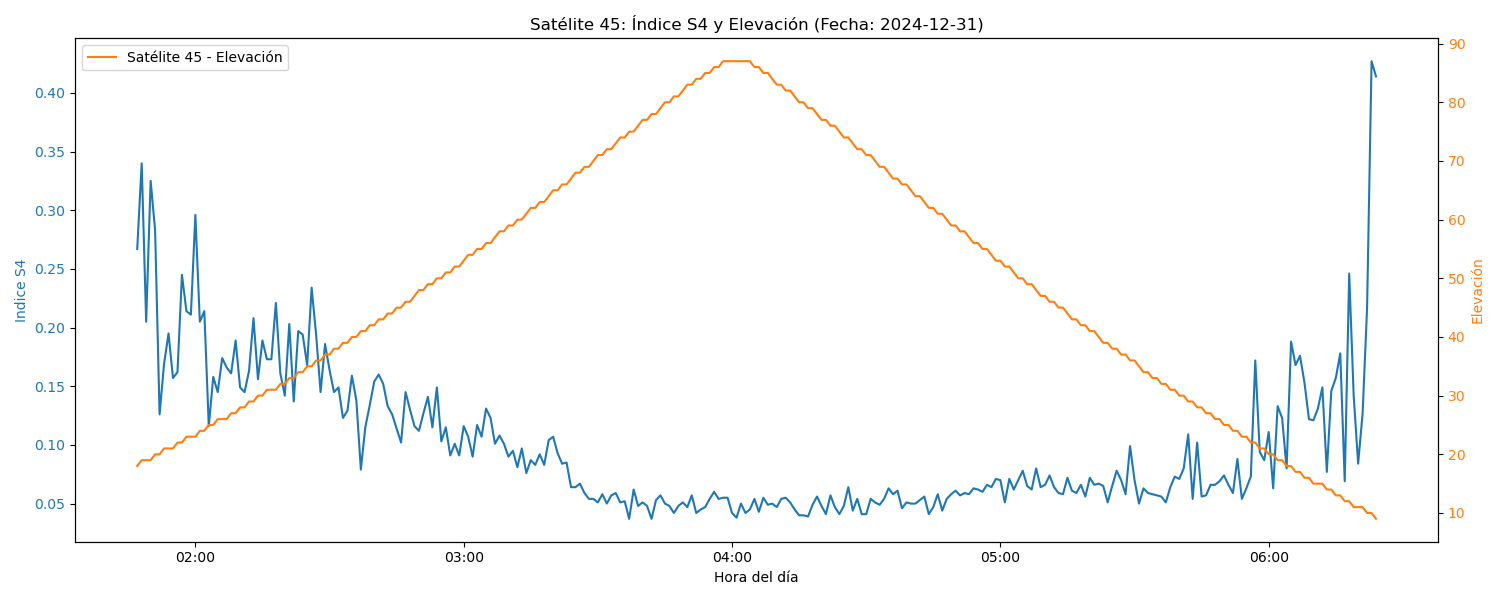 Satélite 45: Índice S4 y Elevación (Fecha: 2024-12-31)
Satélite 45 - Elevación
Indice S4
0.40
0.35
0.30
0.25
0.20
0.15
0.10
0.05
90
80
70
60
50
40
30
20
10
Elevación
02:00 03:00 04:00 05:00 06:00
Hora del día